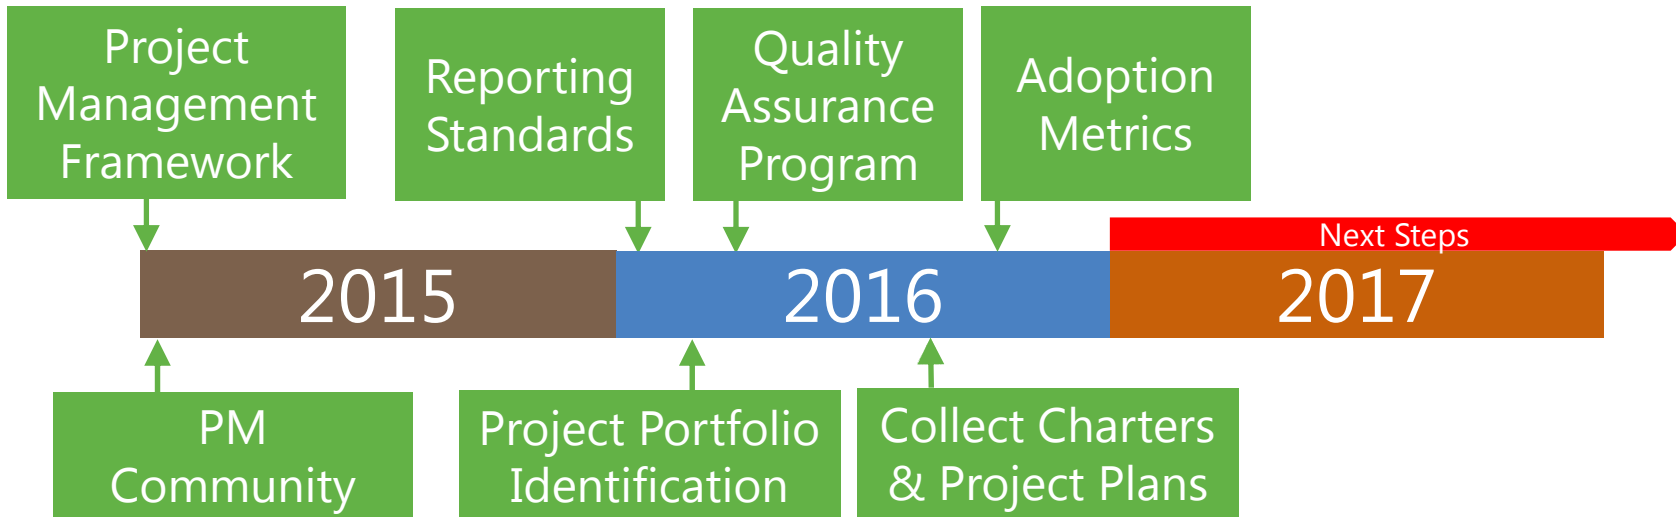 Project
Management
Framework
Reporting
Standards
Quality
Assurance
Program
Adoption
Metrics
Next Steps
2015
2016
2017
PM
Community
Project Portfolio
Identification
Collect Charters
& Project Plans